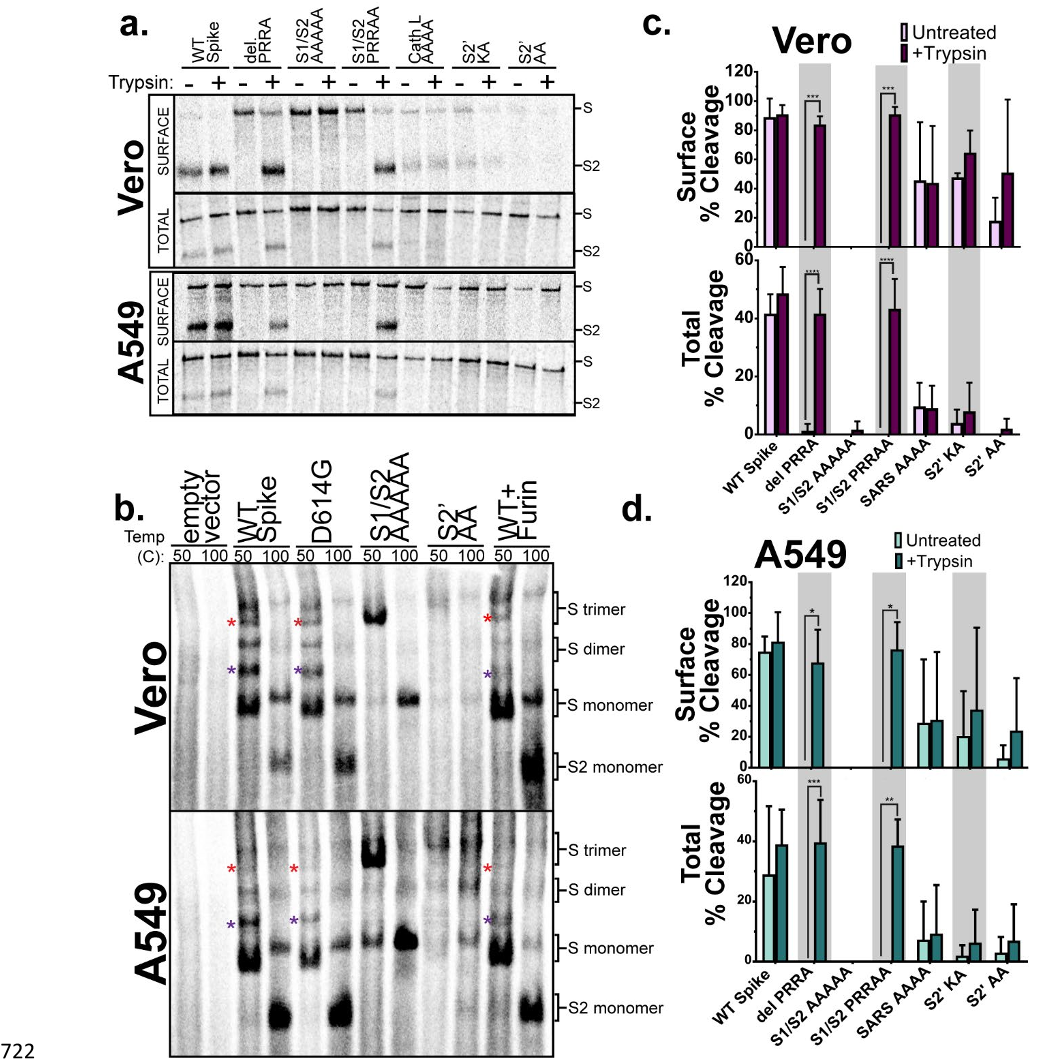 a.
WT Spike
del. PRRA
S1/S2 AAAAA
S1/S2 PRRAA
Cath L AAAA
S2' KA
S2' AA
Trypsin: - + - + - + - + - + - + - +
Vero
SURFACE
S
S2
TOTAL
S
S2
A549
SURFACE
S
S2
TOTAL
S
S2
b.
empty vector
WT Spike
D614G
S1/S2 AAAAA
S2' AA
WT+ Furin
Temp
(C): 50 100 50 100 50 100 50 100 50 100 50 100
Vero
* * *
* * *
S trimer
S dimer
S monomer
S2 monomer
A549
* * *
* * *
S trimer
S dimer
S monomer
S2 monomer
c.
Vero
Untreated
+Trypsin
Surface
% Cleavage
120
100
80
60
40
20
0
***
***
Total
% Cleavage
60
40
20
0
****
****
WT Spike
del PRRA
S1/S2 AAAAA
S1/S2 PRRAA
SARS AAAA
S2' KA
S2' AA
d.
A549
Untreated
+Trypsin
Surface
% Cleavage
120
100
80
60
40
20
0
*
*
Total
% Cleavage
60
40
20
0
***
**
WT Spike
del PRRA
S1/S2 AAAAA
S1/S2 PRRAA
SARS AAAA
S2' KA
S2' AA
722